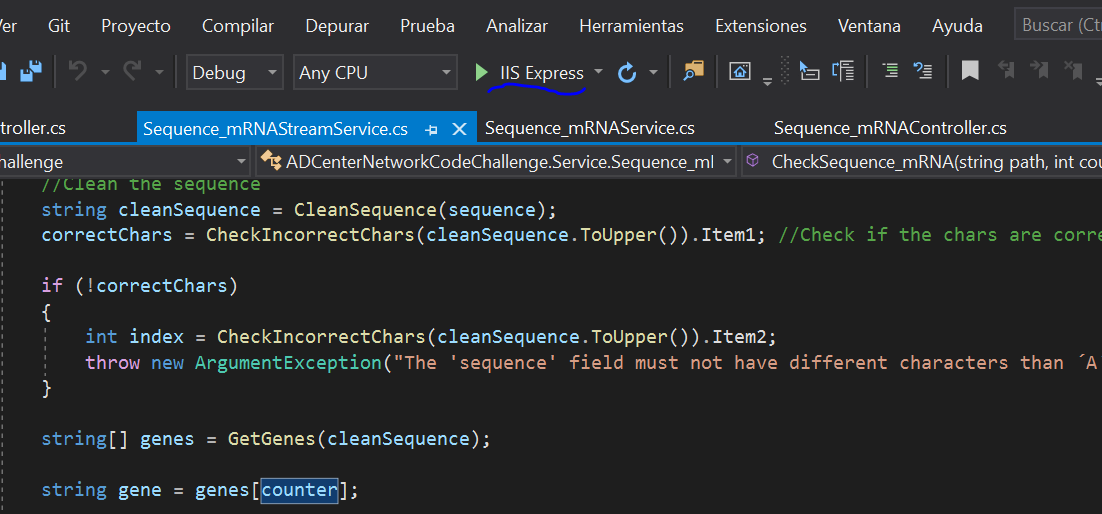 er Git Proyecto Compilar Depurar Prueba Analizar Herramientas Extensiones Ventana Ayuda Buscar (Ct
Debug Any CPU IIS Express
troller.cs Sequence_mRNAStreamService.cs Sequence_mRNAService.cs Sequence_mRNAController.cs
hallenge ADCenterNetworkCodeChallenge.Service.Sequence_ml CheckSequence_mRNA(string path, int cou
//Clean the sequence
string cleanSequence = CleanSequence(sequence);
correctChars = CheckIncorrectChars(cleanSequence.ToUpper()).Item1; //Check if the chars are corre
if (!correctChars)
{
int index = CheckIncorrectChars(cleanSequence.ToUpper()).Item2;
throw new ArgumentException("The 'sequence' field must not have different characters than ´A
}
string[] genes = GetGenes(cleanSequence);
string gene = genes[counter];